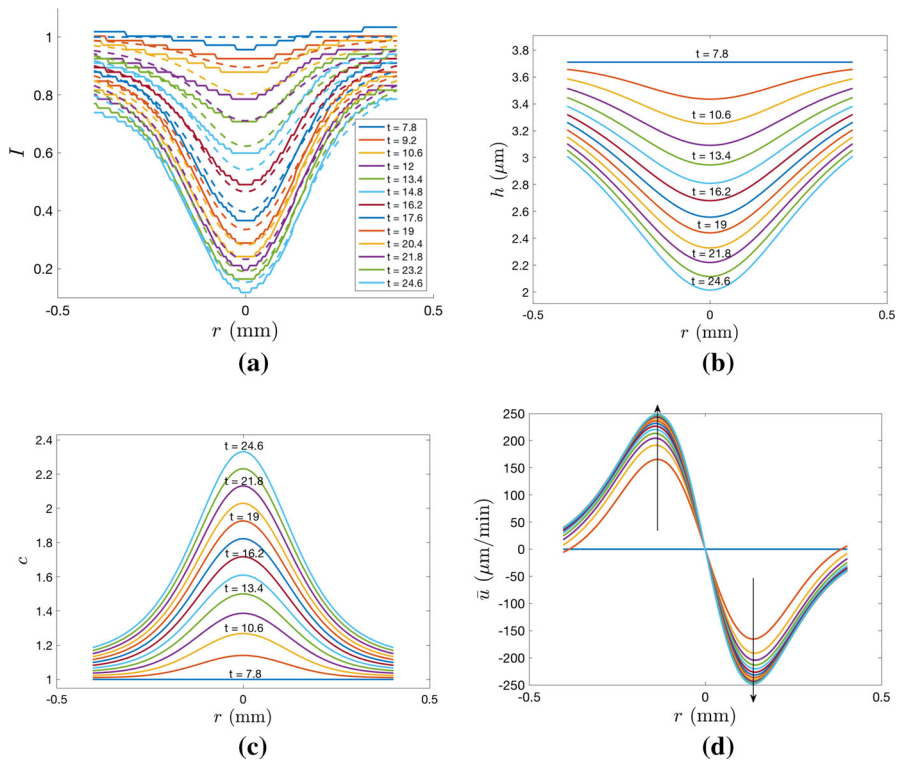 1
0.8
0.6
0.4
0.2
I
-0.5
0
0.5
r (mm)
t = 7.8
t = 9.2
t = 10.6
t = 12
t = 13.4
t = 14.8
t = 16.2
t = 17.6
t = 19
t = 20.4
t = 21.8
t = 23.2
t = 24.6
(a)
3.8
3.6
3.4
3.2
3
2.8
2.6
2.4
2.2
2
h (μm)
t = 7.8
t = 10.6
t = 13.4
t = 16.2
t = 19
t = 21.8
t = 24.6
-0.5
0
0.5
r (mm)
(b)
2.4
2.2
2
1.8
1.6
1.4
1.2
1
c
t = 24.6
t = 21.8
t = 19
t = 16.2
t = 13.4
t = 10.6
t = 7.8
-0.5
0
0.5
r (mm)
(c)
250
200
150
100
50
0
-50
-100
-150
-200
-250
ū (μm/min)
-0.5
0
0.5
r (mm)
(d)